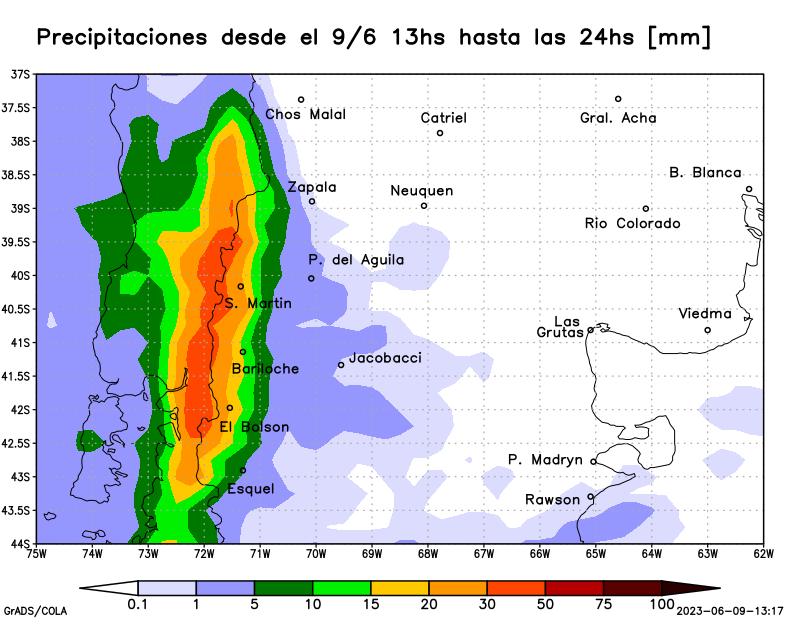 Precipitaciones desde el 9/6 13hs hasta las 24hs [mm]
37S
37.5S
38S
38.5S
39S
39.5S
40S
40.5S
41S
41.5S
42S
42.5S
43S
43.5S
44S
Chos Malal
Catriel
Gral. Acha
B. Blanca
Zapala
Neuquen
Rio Colorado
P. del Aguila
S. Martin
Las
Grutas
Viedma
Jacobacci
Bariloche
El Bolson
P. Madryn
Esquel
Rawson
75W 74W 73W 72W 71W 70W 69W 68W 67W 66W 65W 64W 63W 62W
0.1 1 5 10 15 20 30 50 75 100
GrADS/COLA
2023-06-09-13:17